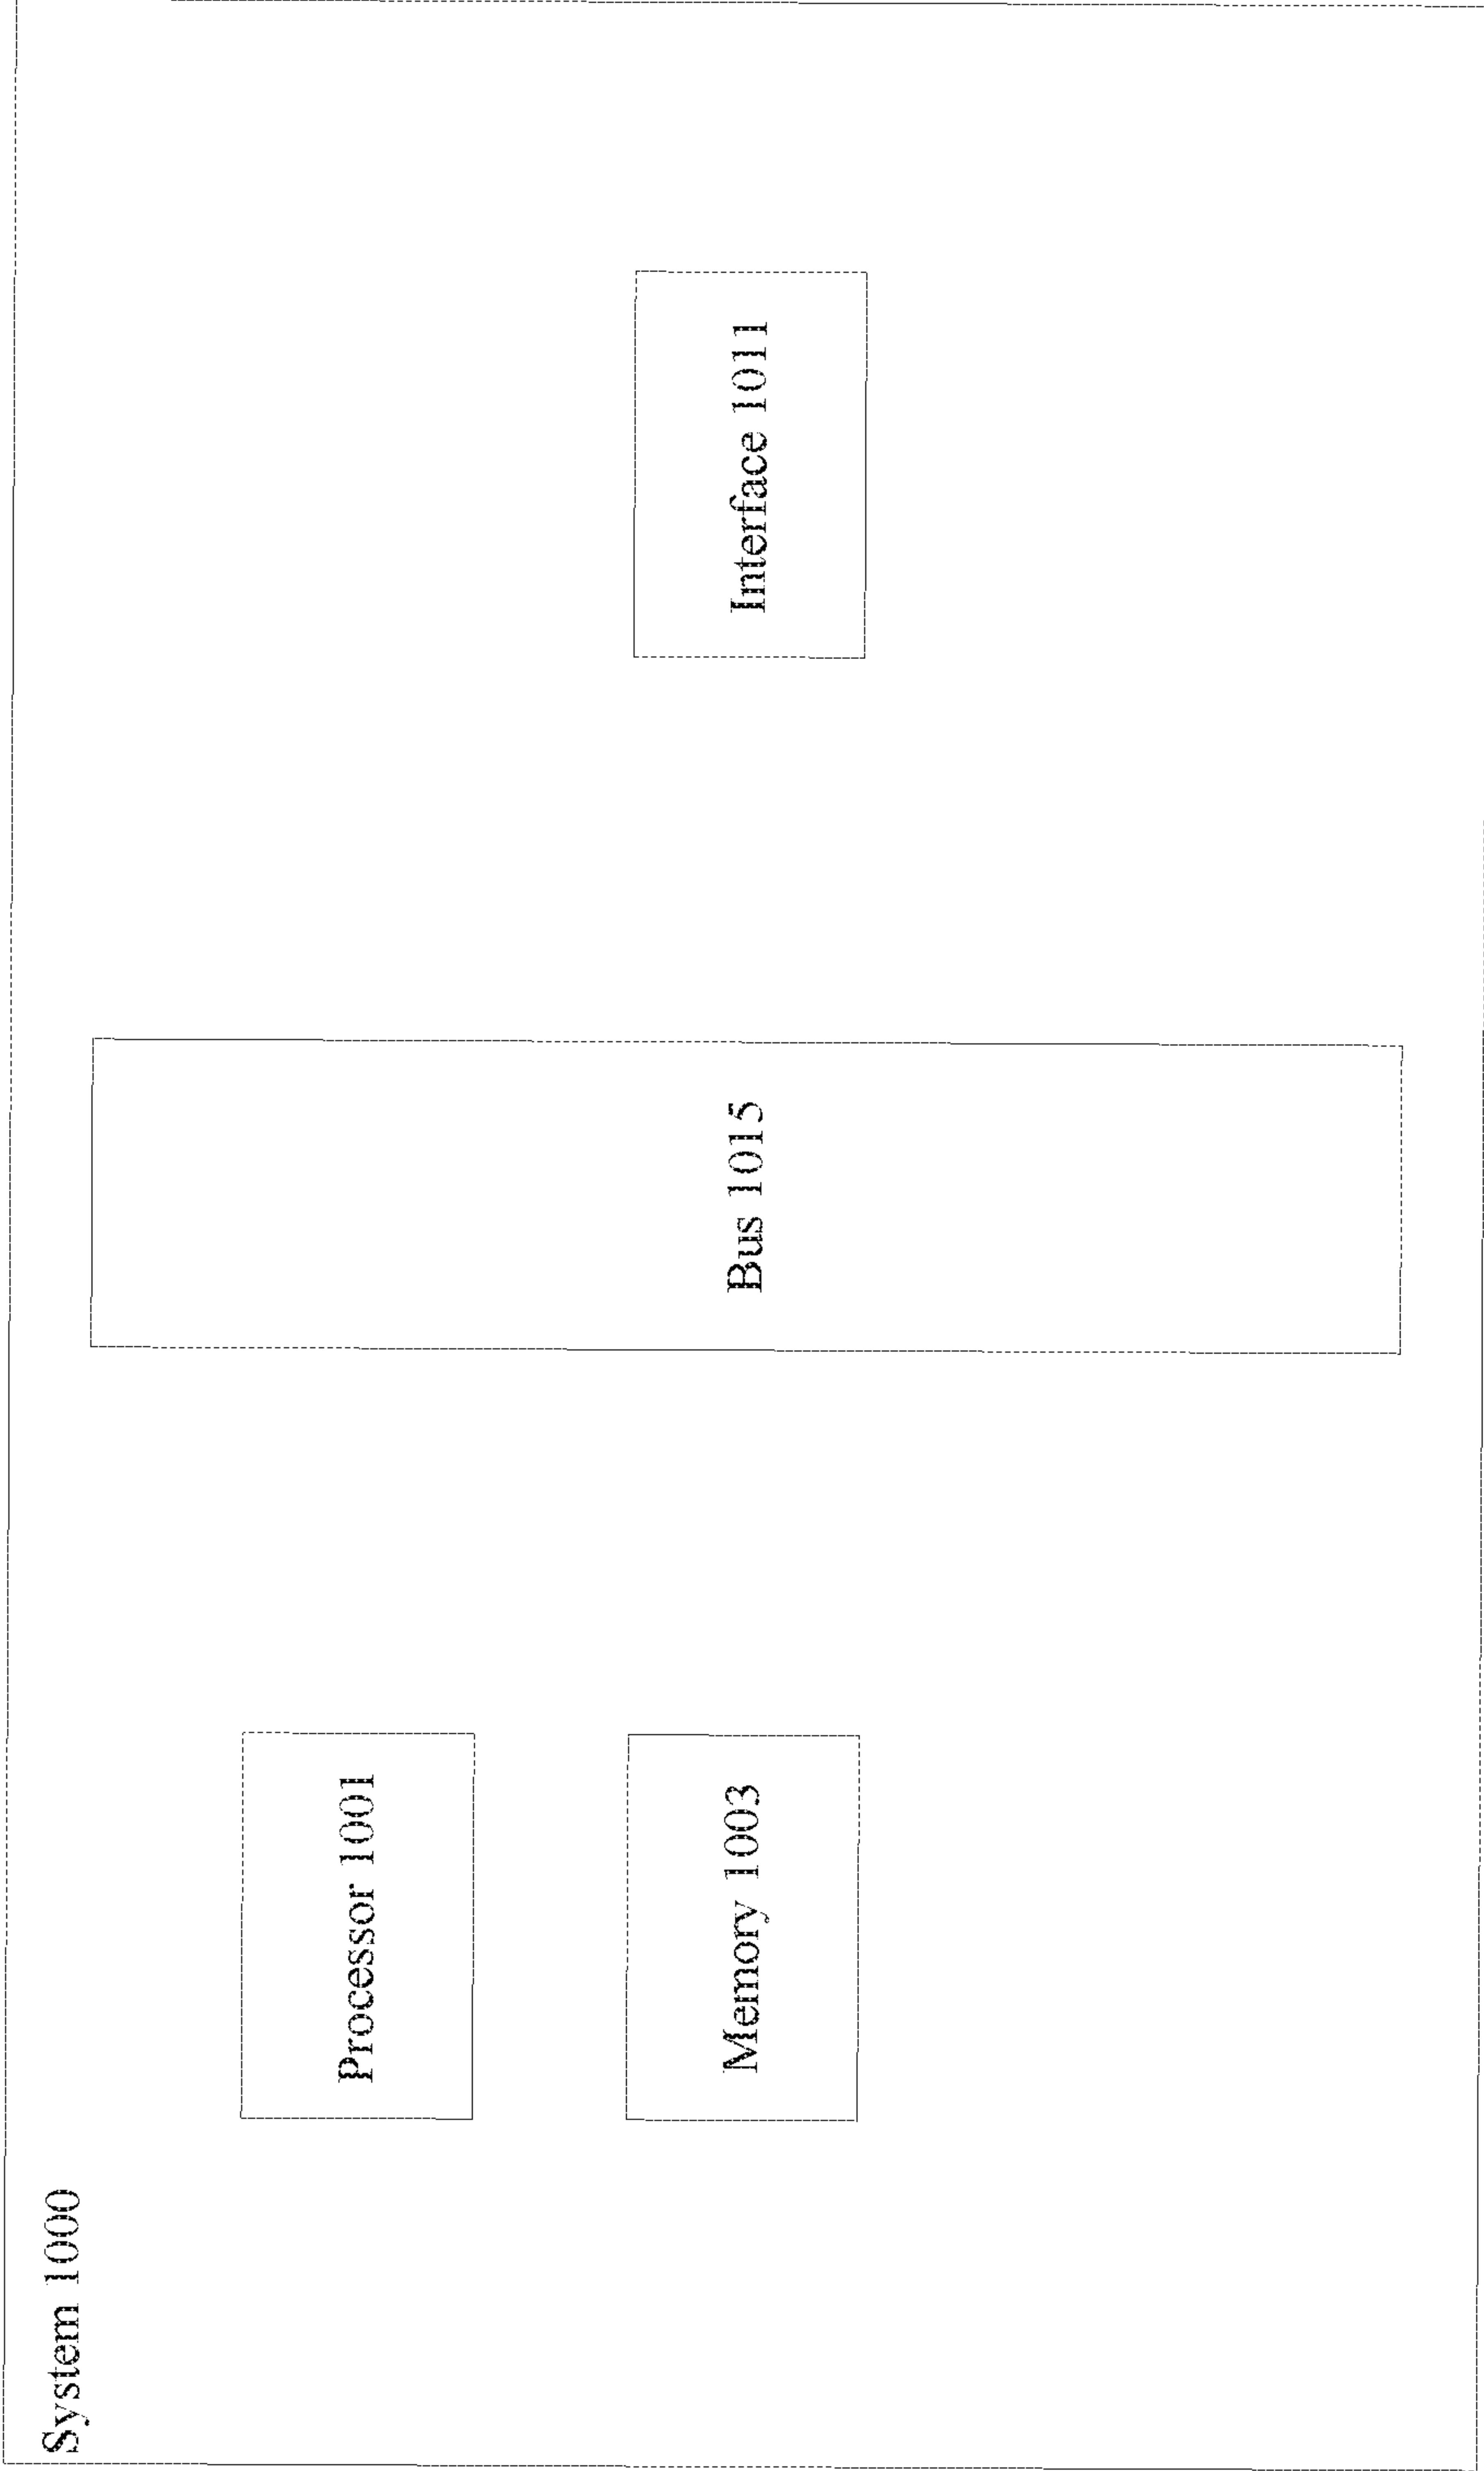 System 1000
Processor 1001
Memory 1003
Bus 1015
Interface 1011